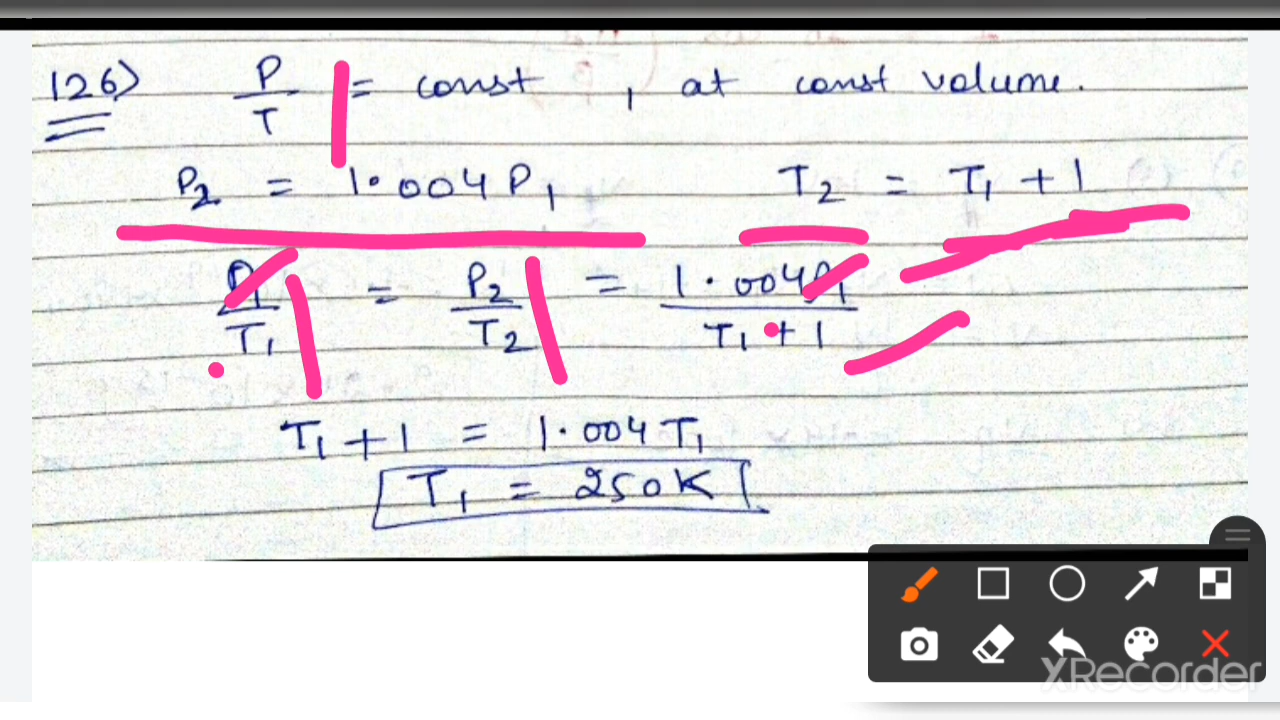 126) P/T = const , at const volume.
P₂ = 1.004 P₁ T₂ = T₁ + 1
P₁/T₁ = P₂/T₂ = 1.004P₁/T₁ + 1
T₁ + 1 = 1.004 T₁
T₁ = 250K
XRecorder